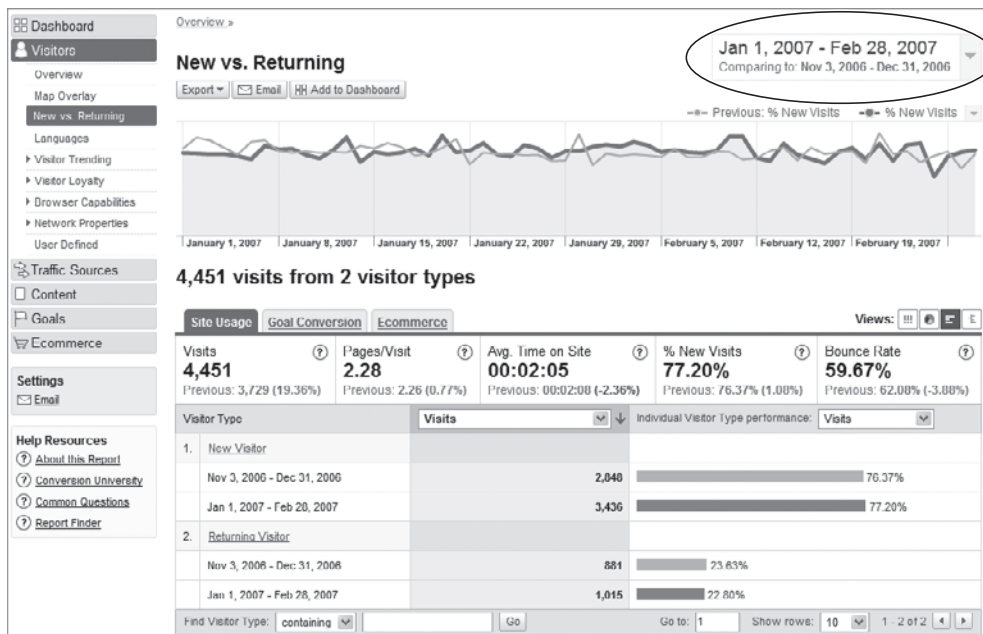 Dashboard
Visitors
Overview
Map Overlay
New vs. Returning
Languages
Visitor Trending
Visitor Loyalty
Browser Capabilities
Network Properties
User Defined
Traffic Sources
Content
Goals
Ecommerce
Settings
Email
Help Resources
About this Report
Conversion University
Common Questions
Report Finder
Overview »
New vs. Returning
Export Email Add to Dashboard
Jan 1, 2007 - Feb 28, 2007
Comparing to: Nov 3, 2006 - Dec 31, 2006
Previous: % New Visits % New Visits
January 1, 2007 January 8, 2007 January 15, 2007 January 22, 2007 January 29, 2007 February 5, 2007 February 12, 2007 February 19, 2007
4,451 visits from 2 visitor types
Site Usage Goal Conversion Ecommerce Views:
Visits Pages/Visit Avg. Time on Site % New Visits Bounce Rate
4,451 2.28 00:02:05 77.20% 59.67%
Previous: 3,729 (19.36%) Previous: 2.26 (0.77%) Previous: 00:02:08 (-2.36%) Previous: 76.37% (1.08%) Previous: 62.08% (-3.88%)
Visitor Type Visits Individual Visitor Type performance: Visits
1. New Visitor
Nov 3, 2006 - Dec 31, 2006 2,848 76.37%
Jan 1, 2007 - Feb 28, 2007 3,436 77.20%
2. Returning Visitor
Nov 3, 2006 - Dec 31, 2006 881 23.63%
Jan 1, 2007 - Feb 28, 2007 1,015 22.80%
Find Visitor Type: containing Go Go to: 1 Show rows: 10 1 - 2 of 2